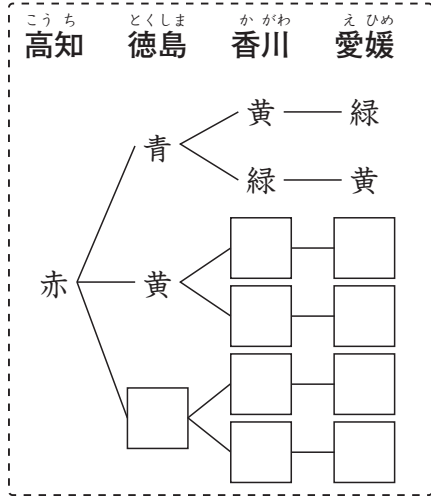 こうち とくしま かがわ えひめ
高知 徳島 香川 愛媛
黄 緑
青
緑 黄
赤 黄